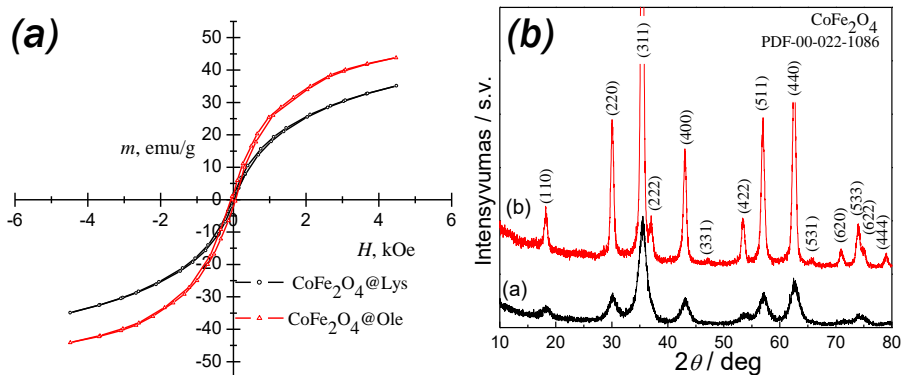 (a)
50
40
30
20
10
0
-10
-20
-30
-40
-50
m, emu/g
-6 -4 -2 0 2 4 6
H, kOe
CoFe₂O₄@Lys
CoFe₂O₄@Ole
(b)
CoFe₂O₄
PDF-00-022-1086
Intensyvumas / s.v.
(110)
(220)
(311)
(222)
(400)
(331)
(422)
(511)
(440)
(531)
(620)
(533)
(622)
(444)
(b)
(a)
10 20 30 40 50 60 70 80
2θ / deg